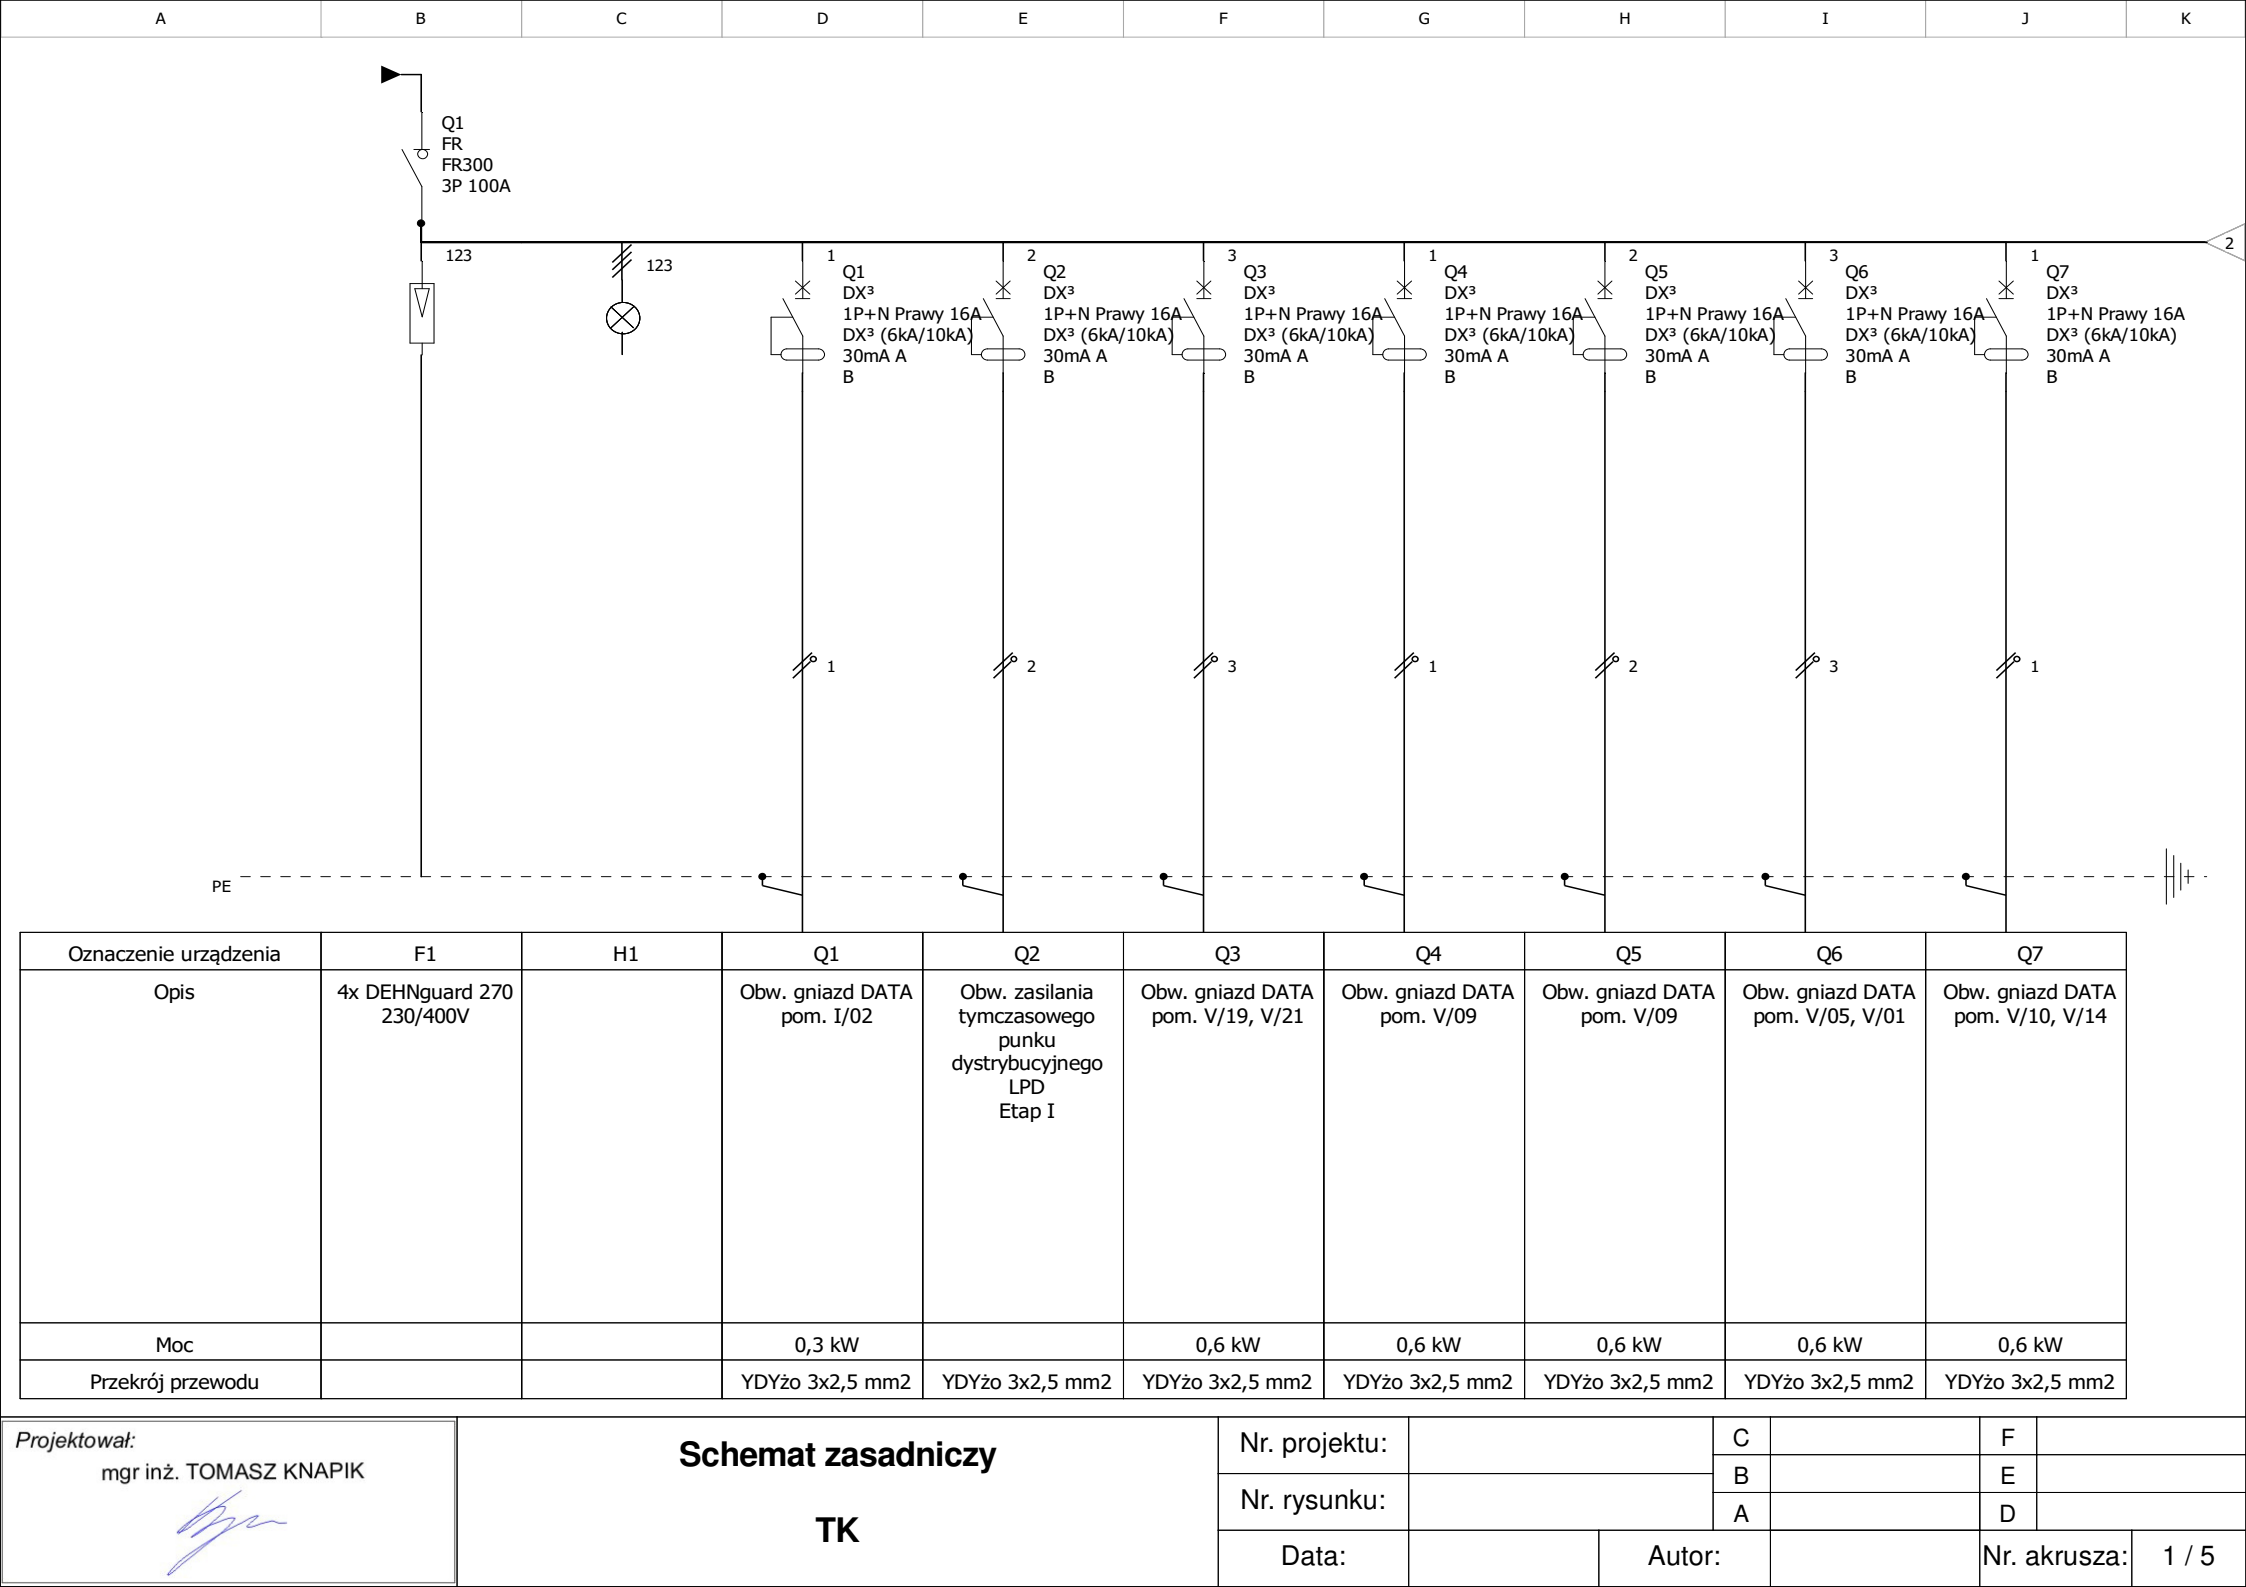 A B C D E F G H I J K
Q1
FR
FR300
3P 100A
2
123
123
1
Q1
DX³
1P+N Prawy 16A
DX³ (6kA/10kA)
30mA A
B
2
Q2
DX³
1P+N Prawy 16A
DX³ (6kA/10kA)
30mA A
B
3
Q3
DX³
1P+N Prawy 16A
DX³ (6kA/10kA)
30mA A
B
1
Q4
DX³
1P+N Prawy 16A
DX³ (6kA/10kA)
30mA A
B
2
Q5
DX³
1P+N Prawy 16A
DX³ (6kA/10kA)
30mA A
B
3
Q6
DX³
1P+N Prawy 16A
DX³ (6kA/10kA)
30mA A
B
1
Q7
DX³
1P+N Prawy 16A
DX³ (6kA/10kA)
30mA A
B
1 2 3 1 2 3 1
PE
Oznaczenie urządzenia F1 H1 Q1 Q2 Q3 Q4 Q5 Q6 Q7
Opis
4x DEHNguard 270
230/400V
Obw. gniazd DATA
pom. I/02
Obw. zasilania
tymczasowego
punku
dystrybucyjnego
LPD
Etap I
Obw. gniazd DATA
pom. V/19, V/21
Obw. gniazd DATA
pom. V/09
Obw. gniazd DATA
pom. V/09
Obw. gniazd DATA
pom. V/05, V/01
Obw. gniazd DATA
pom. V/10, V/14
Moc 0,3 kW 0,6 kW 0,6 kW 0,6 kW 0,6 kW 0,6 kW
Przekrój przewodu YDYżo 3x2,5 mm2 YDYżo 3x2,5 mm2 YDYżo 3x2,5 mm2 YDYżo 3x2,5 mm2 YDYżo 3x2,5 mm2 YDYżo 3x2,5 mm2 YDYżo 3x2,5 mm2
Projektował:
mgr inż. TOMASZ KNAPIK
Schemat zasadniczy
TK
Nr. projektu:
Nr. rysunku:
Data:
Autor:
C F
B E
A D
Nr. akrusza: 1 / 5